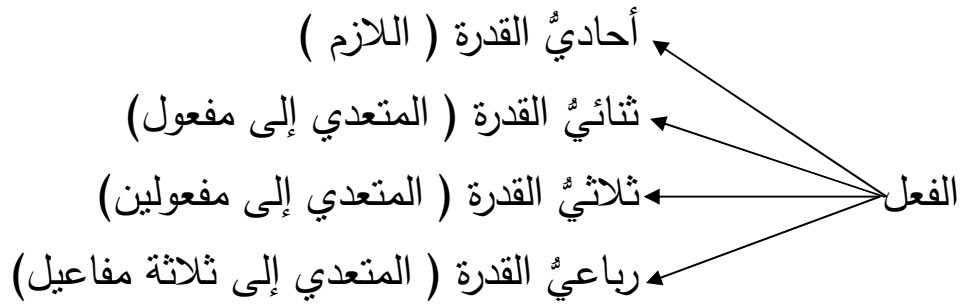 أحاديُّ القدرة ( اللازم )
ثنائيُّ القدرة ( المتعدي إلى مفعول)
الفعل
ثلاثيُّ القدرة ( المتعدي إلى مفعولين)
رباعيُّ القدرة ( المتعدي إلى ثلاثة مفاعيل)